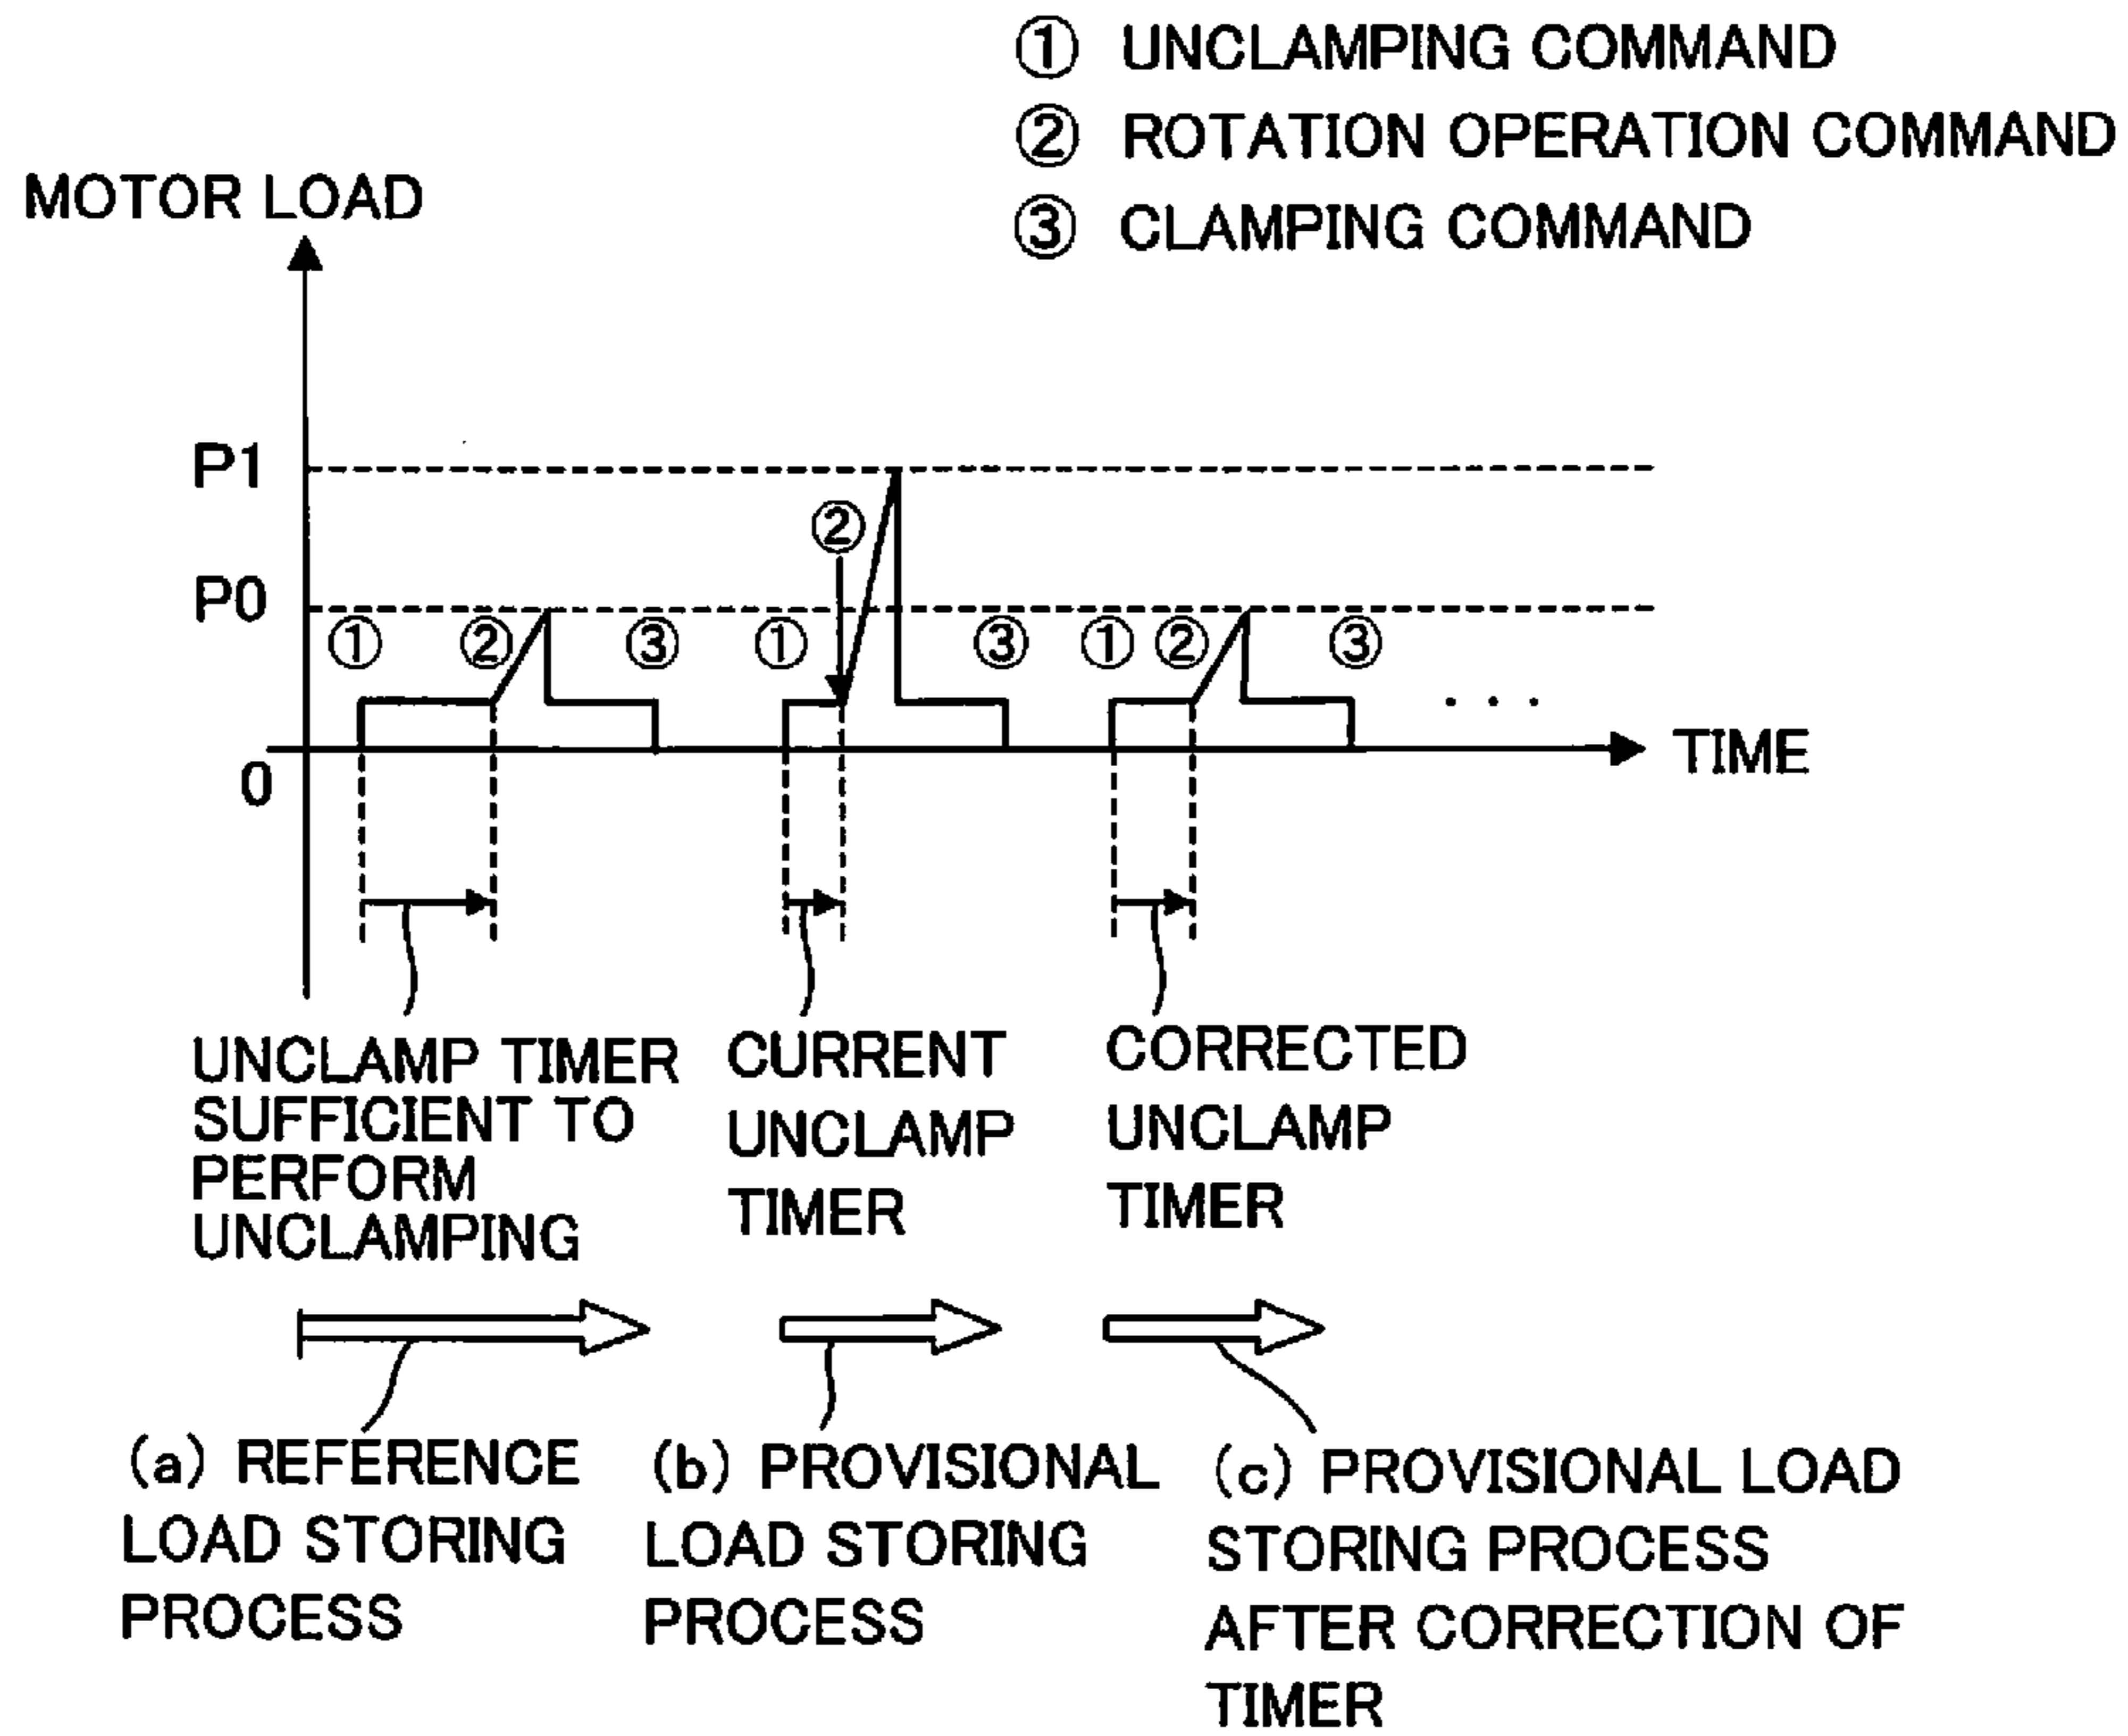 ① UNCLAMPING COMMAND
② ROTATION OPERATION COMMAND
③ CLAMPING COMMAND
MOTOR LOAD
P1
②
P0
① ② ③ ① ③ ① ② ③
. . .
TIME
0
UNCLAMP TIMER
SUFFICIENT TO
PERFORM
UNCLAMPING
CURRENT
UNCLAMP
TIMER
CORRECTED
UNCLAMP
TIMER
(a) REFERENCE
LOAD STORING
PROCESS
(b) PROVISIONAL
LOAD STORING
PROCESS
(c) PROVISIONAL LOAD
STORING PROCESS
AFTER CORRECTION OF
TIMER